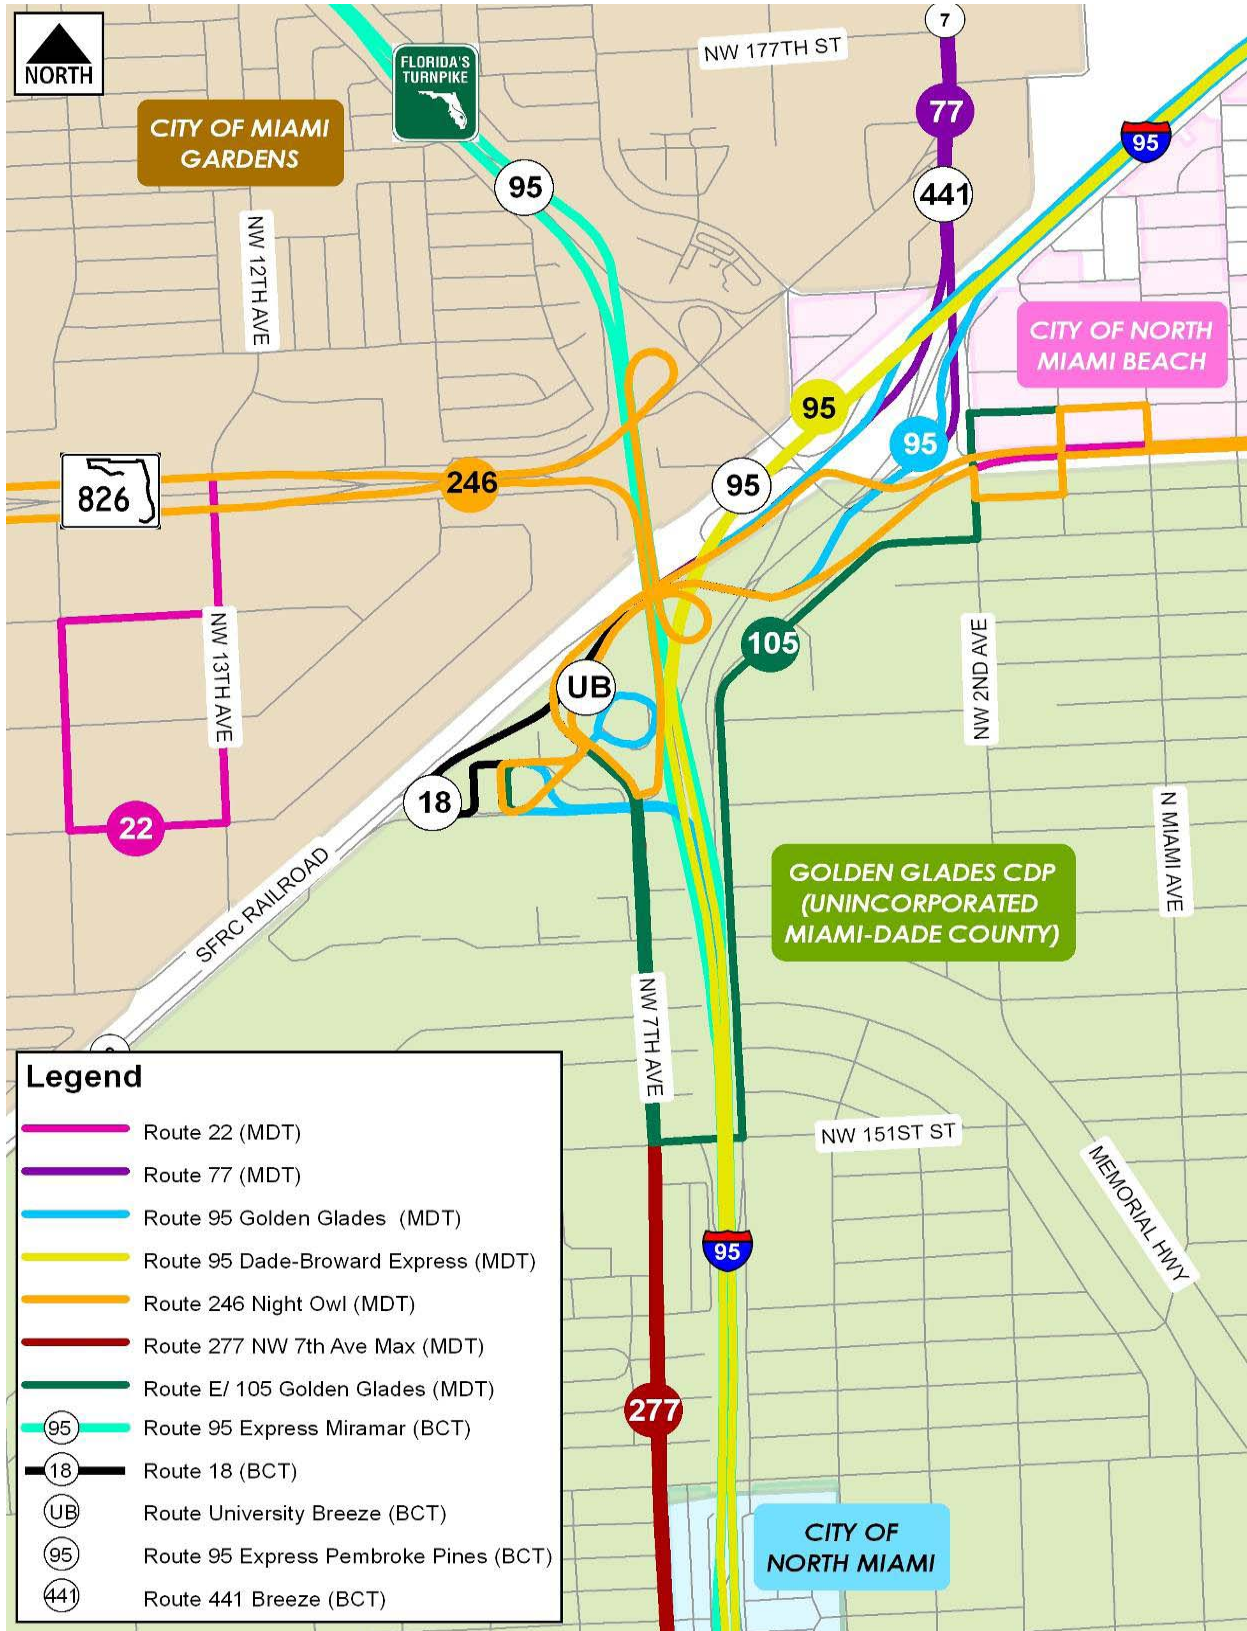 NORTH
FLORIDA'S
TURNPIKE
CITY OF MIAMI
GARDENS
NW 177TH ST
7
77
441
95
95
NW 12TH AVE
CITY OF NORTH
MIAMI BEACH
95
95
95
826
246
NW 13TH AVE
105
NW 2ND AVE
UB
18
22
N MIAMI AVE
SFRC RAILROAD
GOLDEN GLADES CDP
(UNINCORPORATED
MIAMI-DADE COUNTY)
NW 7TH AVE
NW 151ST ST
MEMORIAL HWY
95
277
CITY OF
NORTH MIAMI
Legend
Route 22 (MDT)
Route 77 (MDT)
Route 95 Golden Glades (MDT)
Route 95 Dade-Broward Express (MDT)
Route 246 Night Owl (MDT)
Route 277 NW 7th Ave Max (MDT)
Route E/ 105 Golden Glades (MDT)
95 Route 95 Express Miramar (BCT)
18 Route 18 (BCT)
UB Route University Breeze (BCT)
95 Route 95 Express Pembroke Pines (BCT)
441 Route 441 Breeze (BCT)